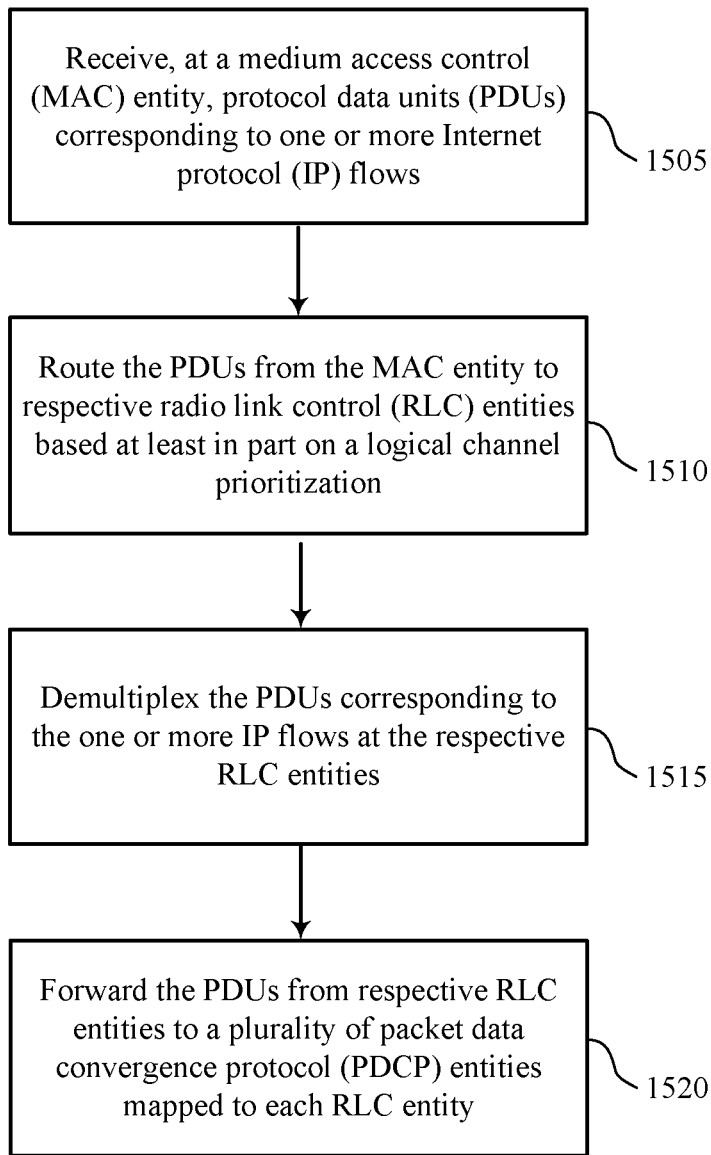 Receive, at a medium access control
(MAC) entity, protocol data units (PDUs)
corresponding to one or more Internet
protocol (IP) flows
1505
Route the PDUs from the MAC entity to
respective radio link control (RLC) entities
based at least in part on a logical channel
prioritization
1510
Demultiplex the PDUs corresponding to
the one or more IP flows at the respective
RLC entities
1515
Forward the PDUs from respective RLC
entities to a plurality of packet data
convergence protocol (PDCP) entities
mapped to each RLC entity
1520